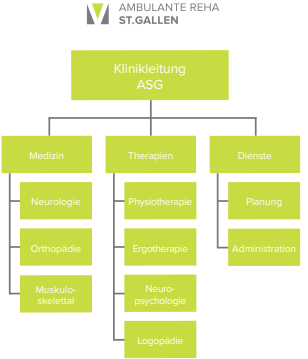 AMBULANTE REHA
ST.GALLEN
Klinikleitung
ASG
Medizin
Therapien
Dienste
Neurologie
Physiotherapie
Planung
Orthopädie
Ergotherapie
Administration
Muskulo-
skelettal
Neuro-
psychologie
Logopädie